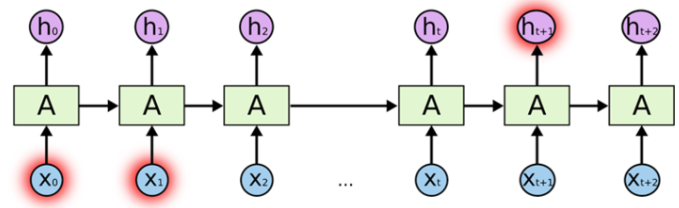 h₀ h₁ h₂ hₜ hₜ₊₁ hₜ₊₂
A A A A A A
x₀ x₁ x₂ ... xₜ xₜ₊₁ xₜ₊₂